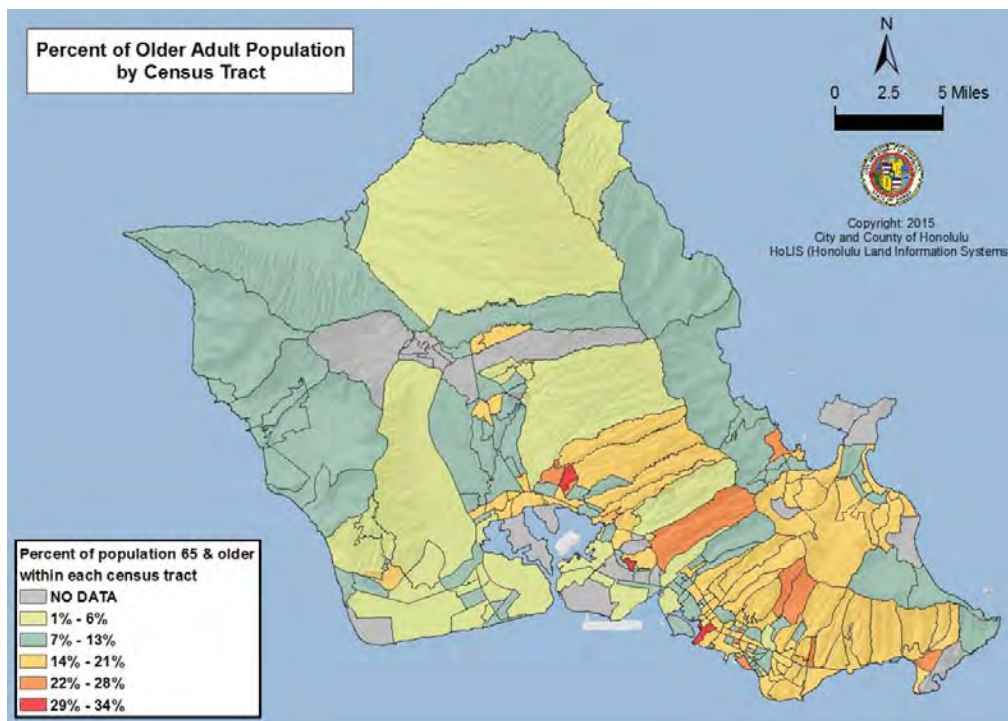 Percent of Older Adult Population
by Census Tract
N
0 2.5 5 Miles
Copyright: 2015
City and County of Honolulu
HoLIS (Honolulu Land Information Systems
Percent of population 65 & older
within each census tract
NO DATA
1% - 6%
7% - 13%
14% - 21%
22% - 28%
29% - 34%